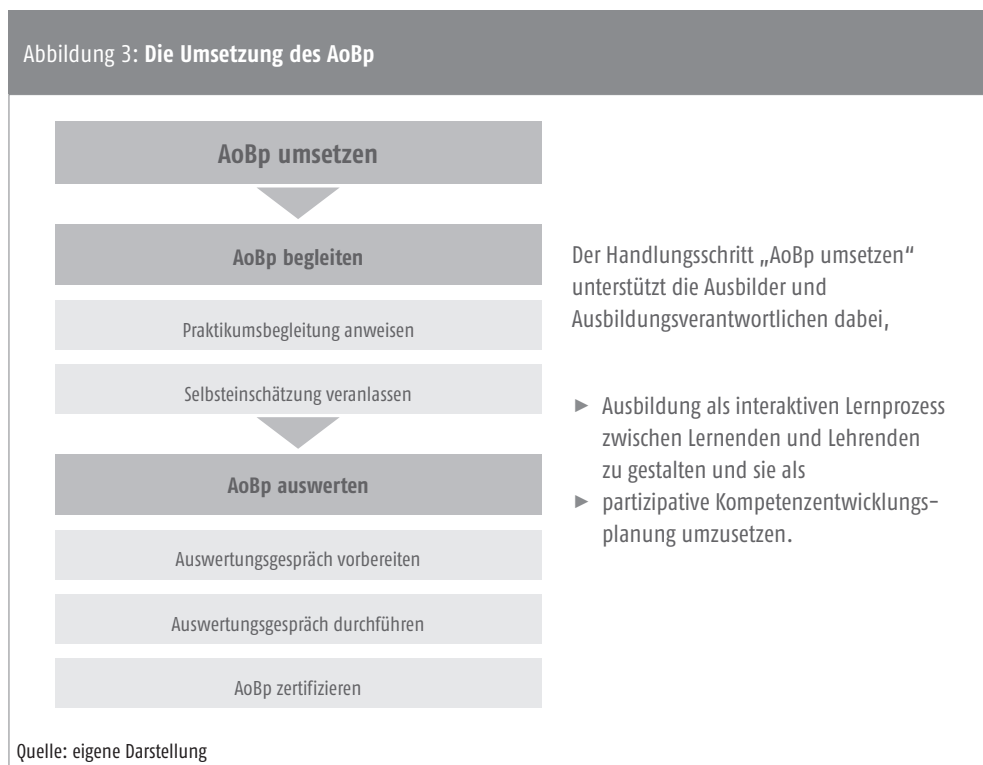 Abbildung 3: Die Umsetzung des AoBp
AoBp umsetzen
AoBp begleiten
Praktikumsbegleitung anweisen
Selbsteinschätzung veranlassen
AoBp auswerten
Auswertungsgespräch vorbereiten
Auswertungsgespräch durchführen
AoBp zertifizieren
Der Handlungsschritt „AoBp umsetzen“
unterstützt die Ausbilder und
Ausbildungsverantwortlichen dabei,
► Ausbildung als interaktiven Lernprozess
zwischen Lernenden und Lehrenden
zu gestalten und sie als
► partizipative Kompetenzentwicklungs-
planung umzusetzen.
Quelle: eigene Darstellung